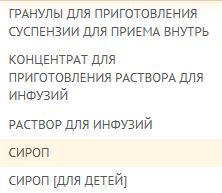 ГРАНУЛЫ ДЛЯ ПРИГОТОВЛЕНИЯ
СУСПЕНЗИИ ДЛЯ ПРИЕМА ВНУТРЬ
КОНЦЕНТРАТ ДЛЯ
ПРИГОТОВЛЕНИЯ РАСТВОРА ДЛЯ
ИНФУЗИЙ
РАСТВОР ДЛЯ ИНФУЗИЙ
СИРОП
СИРОП [ДЛЯ ДЕТЕЙ]